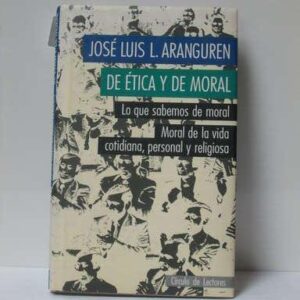 JOSÉ LUIS L. ARANGUREN
DE ÉTICA Y DE MORAL
Lo que sabemos de moral
Moral de la vida
cotidiana, personal y religiosa
Círculo de Lectores